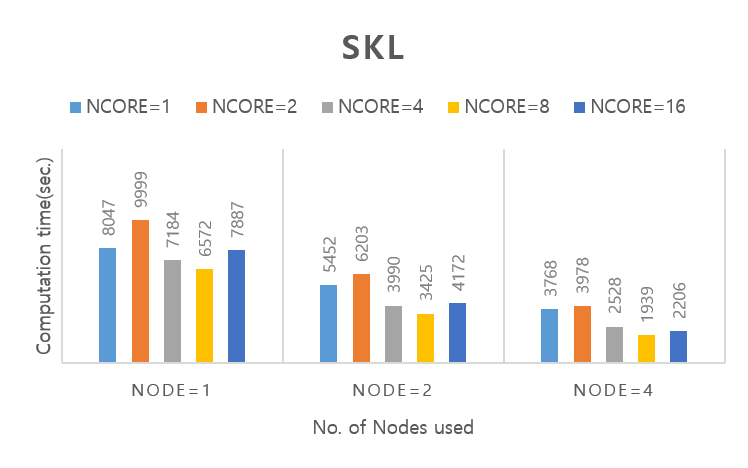 SKL
NCORE=1 NCORE=2 NCORE=4 NCORE=8 NCORE=16
Computation time(sec.)
8047 9999 7184 6572 7887 5452 6203 3990 3425 4172 3768 3978 2528 1939 2206
NODE=1 NODE=2 NODE=4
No. of Nodes used